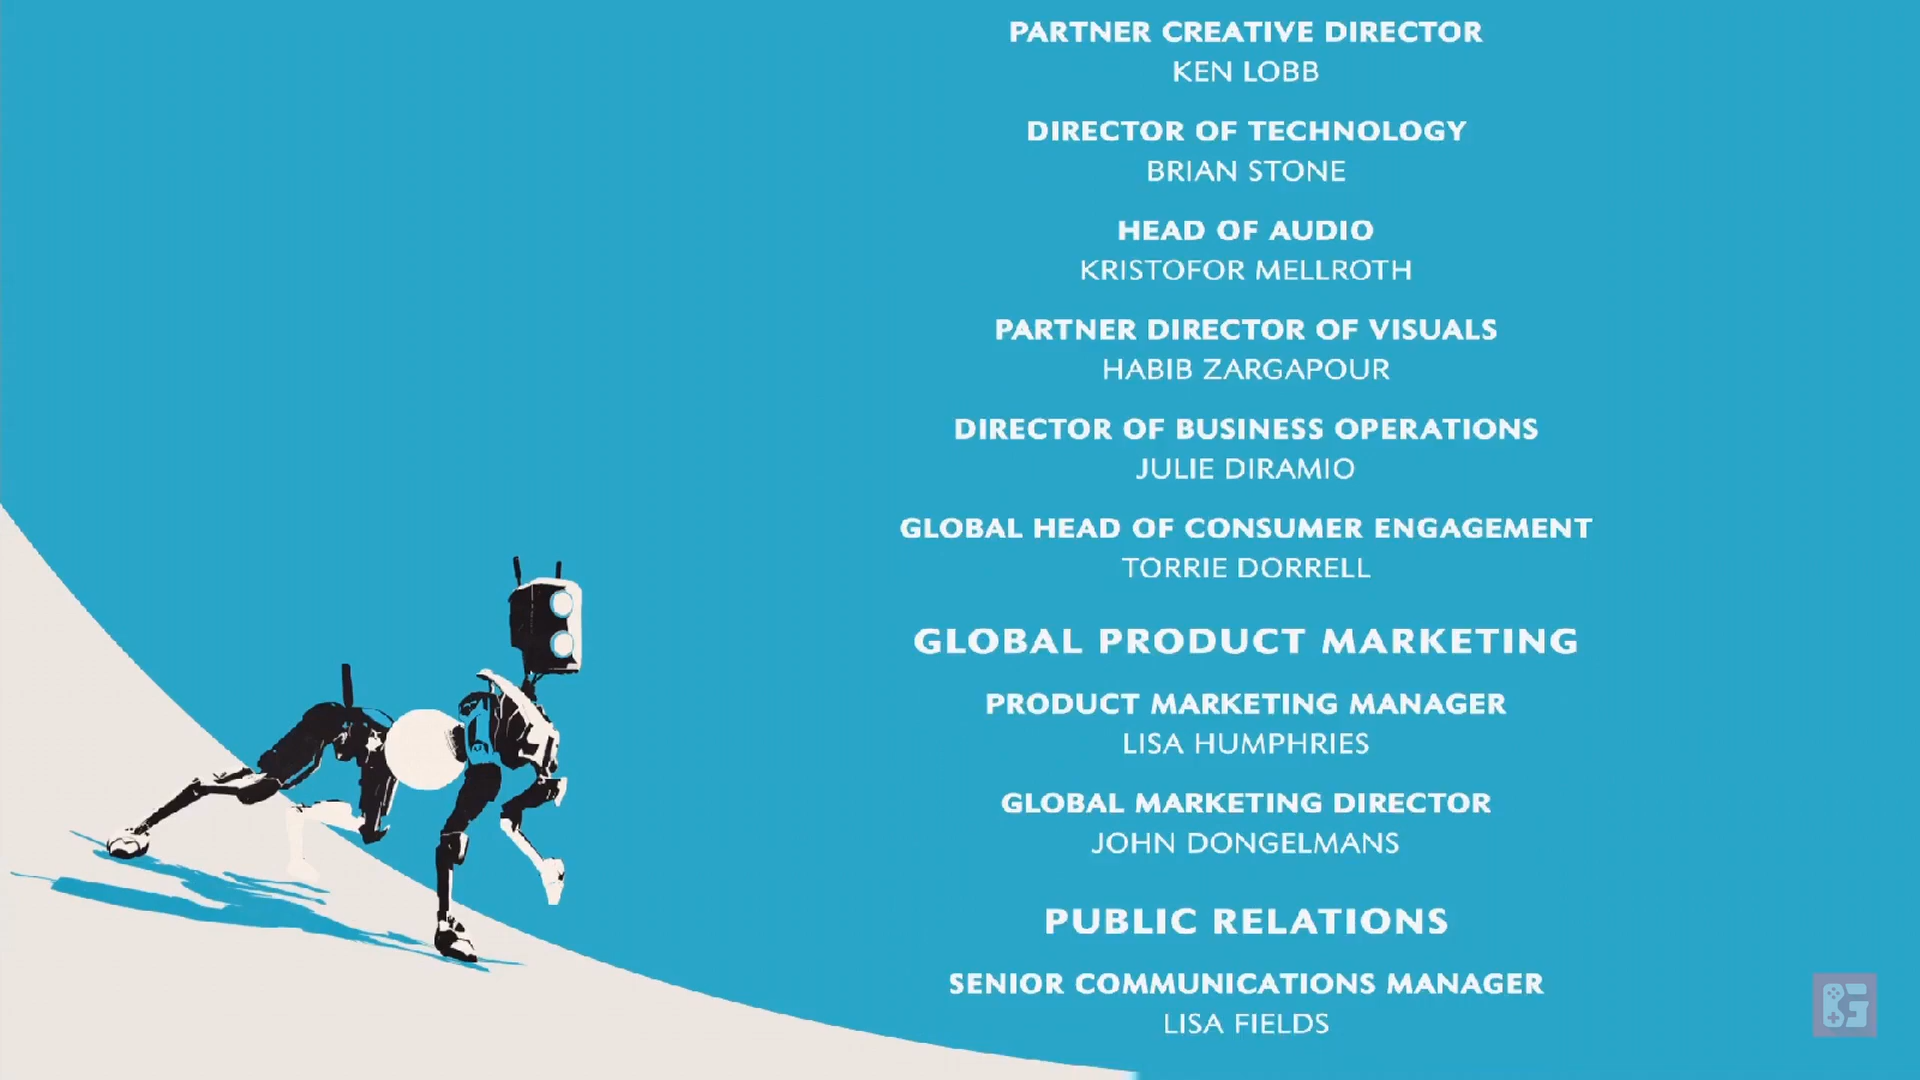 PARTNER CREATIVE DIRECTOR
KEN LOBB
DIRECTOR OF TECHNOLOGY
BRIAN STONE
HEAD OF AUDIO
KRISTOFOR MELLROTH
PARTNER DIRECTOR OF VISUALS
HABIB ZARGAPOUR
DIRECTOR OF BUSINESS OPERATIONS
JULIE DIRAMIO
GLOBAL HEAD OF CONSUMER ENGAGEMENT
TORRIE DORRELL
GLOBAL PRODUCT MARKETING
PRODUCT MARKETING MANAGER
LISA HUMPHRIES
GLOBAL MARKETING DIRECTOR
JOHN DONGELMANS
PUBLIC RELATIONS
SENIOR COMMUNICATIONS MANAGER
LISA FIELDS